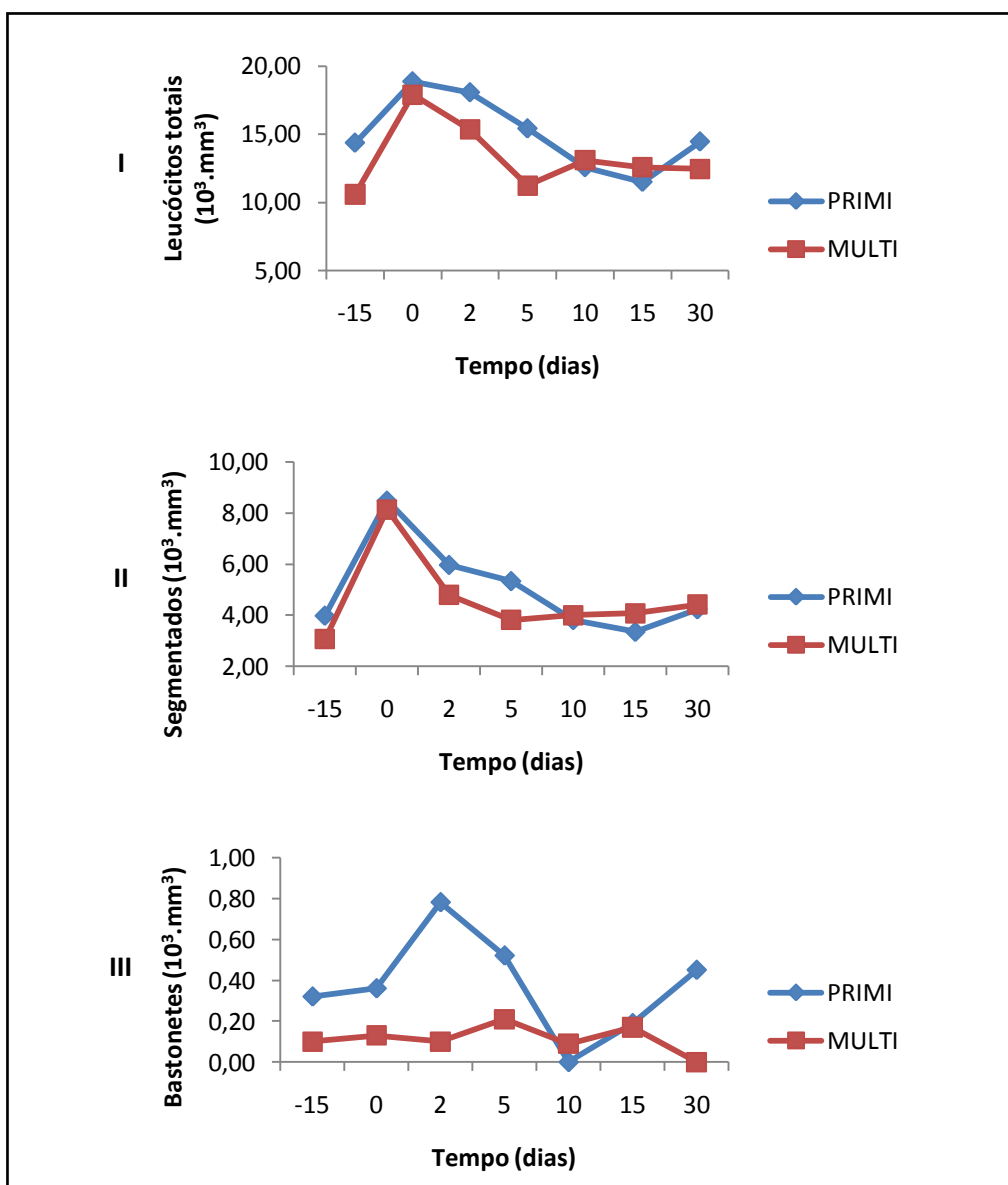 I
Leucócitos totais
(10³.mm³)
20,00
15,00
10,00
5,00
-15 0 2 5 10 15 30
Tempo (dias)
PRIMI
MULTI
II
Segmentados (10³.mm³)
10,00
8,00
6,00
4,00
2,00
-15 0 2 5 10 15 30
Tempo (dias)
PRIMI
MULTI
III
Bastonetes (10³.mm³)
1,00
0,80
0,60
0,40
0,20
0,00
-15 0 2 5 10 15 30
Tempo (dias)
PRIMI
MULTI